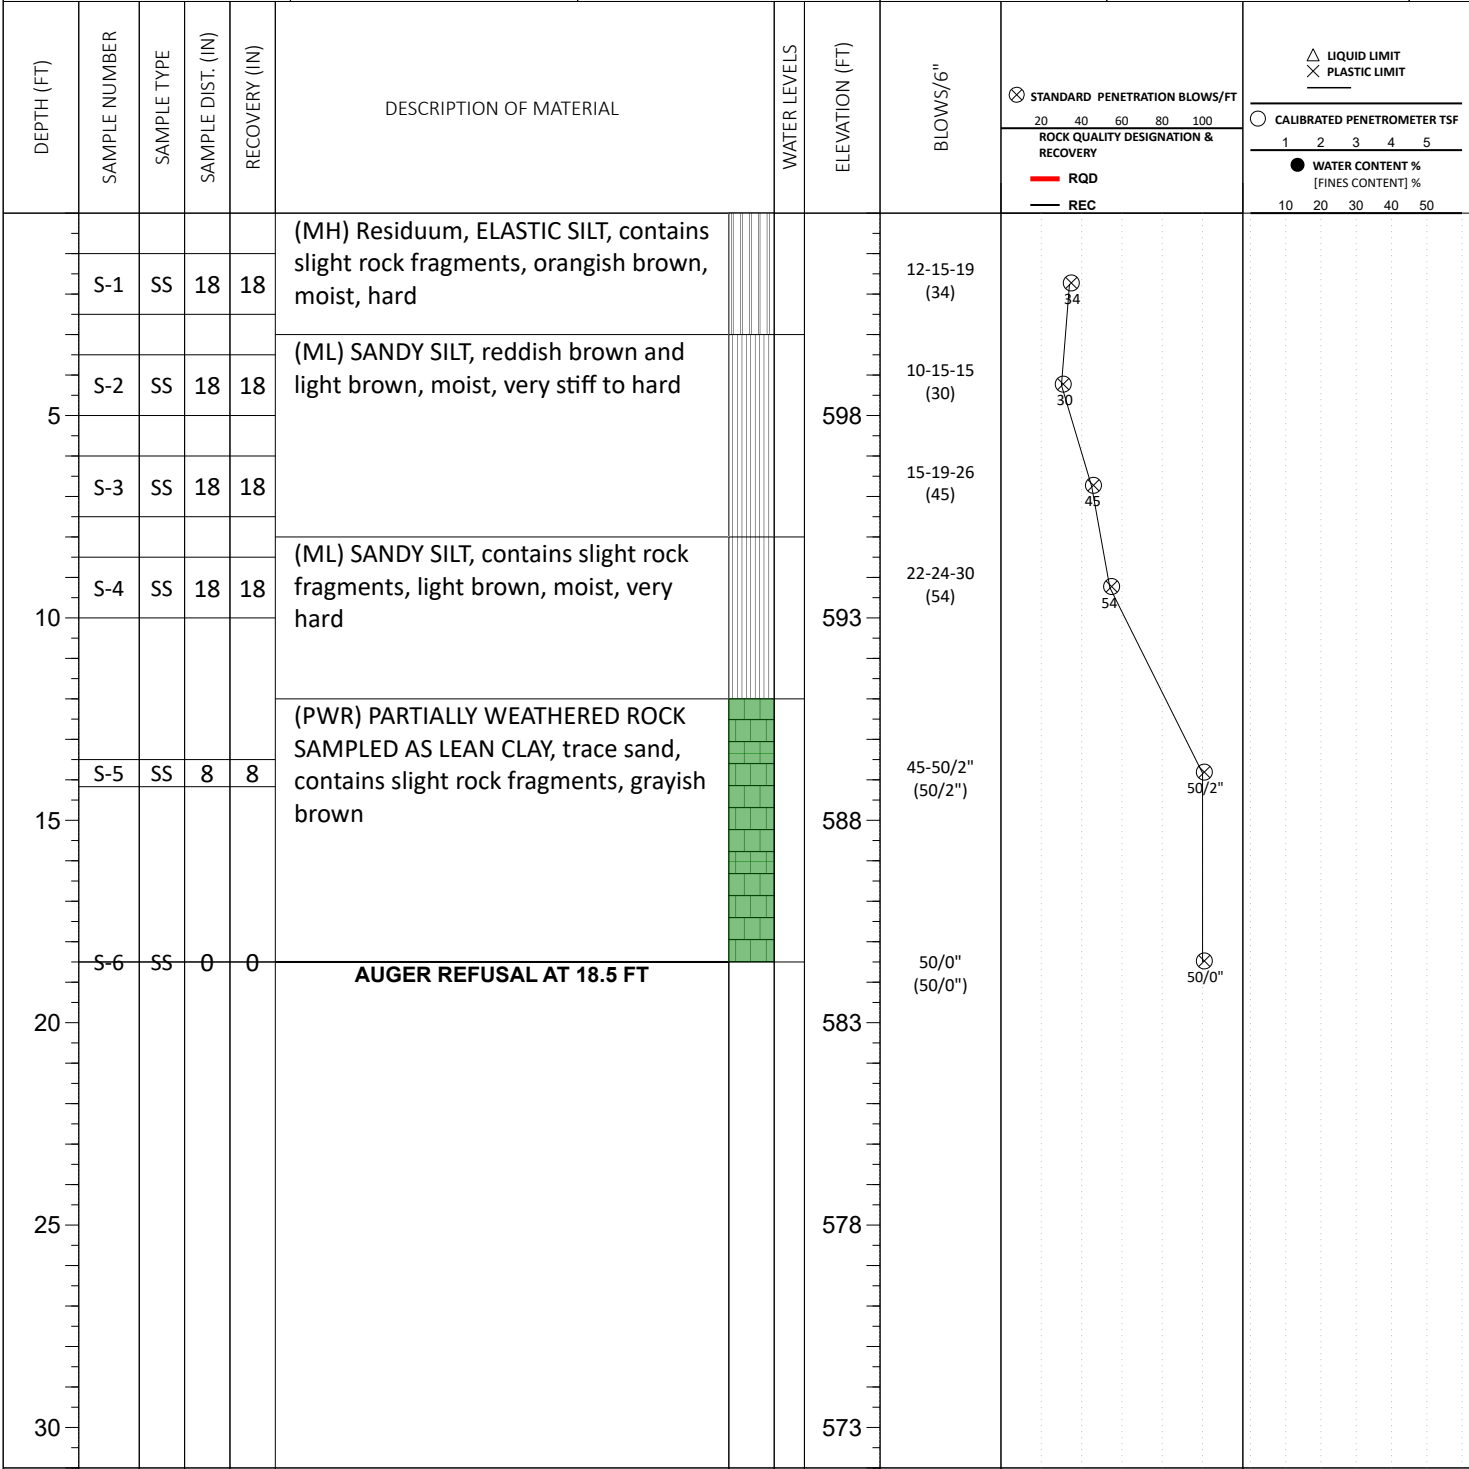 DEPTH (FT)
SAMPLE NUMBER
SAMPLE TYPE
SAMPLE DIST. (IN)
RECOVERY (IN)
DESCRIPTION OF MATERIAL
WATER LEVELS
ELEVATION (FT)
BLOWS/6"
STANDARD PENETRATION BLOWS/FT
20 40 60 80 100
ROCK QUALITY DESIGNATION &
RECOVERY
RQD
REC
LIQUID LIMIT
PLASTIC LIMIT
CALIBRATED PENETROMETER TSF
1 2 3 4 5
WATER CONTENT %
[FINES CONTENT] %
10 20 30 40 50
(MH) Residuum, ELASTIC SILT, contains
slight rock fragments, orangish brown,
moist, hard
S-1 SS 18 18
12-15-19
(34)
34
(ML) SANDY SILT, reddish brown and
light brown, moist, very stiff to hard
S-2 SS 18 18
10-15-15
(30)
30
5
598
S-3 SS 18 18
15-19-26
(45)
45
(ML) SANDY SILT, contains slight rock
fragments, light brown, moist, very
hard
S-4 SS 18 18
22-24-30
(54)
54
10
593
(PWR) PARTIALLY WEATHERED ROCK
SAMPLED AS LEAN CLAY, trace sand,
contains slight rock fragments, grayish
brown
S-5 SS 8 8
45-50/2"
(50/2")
50/2"
15
588
S-6 SS 0 0
AUGER REFUSAL AT 18.5 FT
50/0"
(50/0")
50/0"
20
583
25
578
30
573